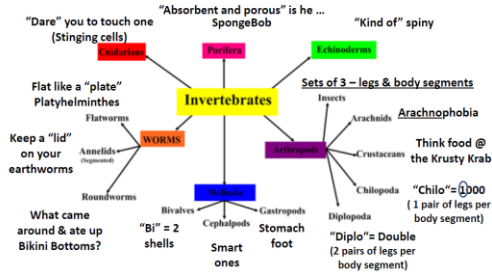 "Absorbent and porous" is he ...
SpongeBob
"Dare" you to touch one
(Stinging cells)
"Kind of" spiny
Cnidarians
Porifera
Echinoderms
Flat like a "plate"
Platyhelminthes
Invertebrates
Sets of 3 – legs & body segments
Insects
Flatworms
Arachnids
Arachnophobia
Keep a "lid"
on your
earthworms
WORMS
Annelids
(Segmented)
Arthropods
Crustaceans
Think food @
the Krusty Krab
Roundworms
Mollusks
Chilopoda
"Chilo"= 1000
( 1 pair of legs per
body segment)
What came
around & ate up
Bikini Bottoms?
Bivalves
Cephalpods
Gastropods
Diplopoda
"Bi" = 2
shells
Smart
ones
Stomach
foot
"Diplo"= Double
(2 pairs of legs per
body segment)